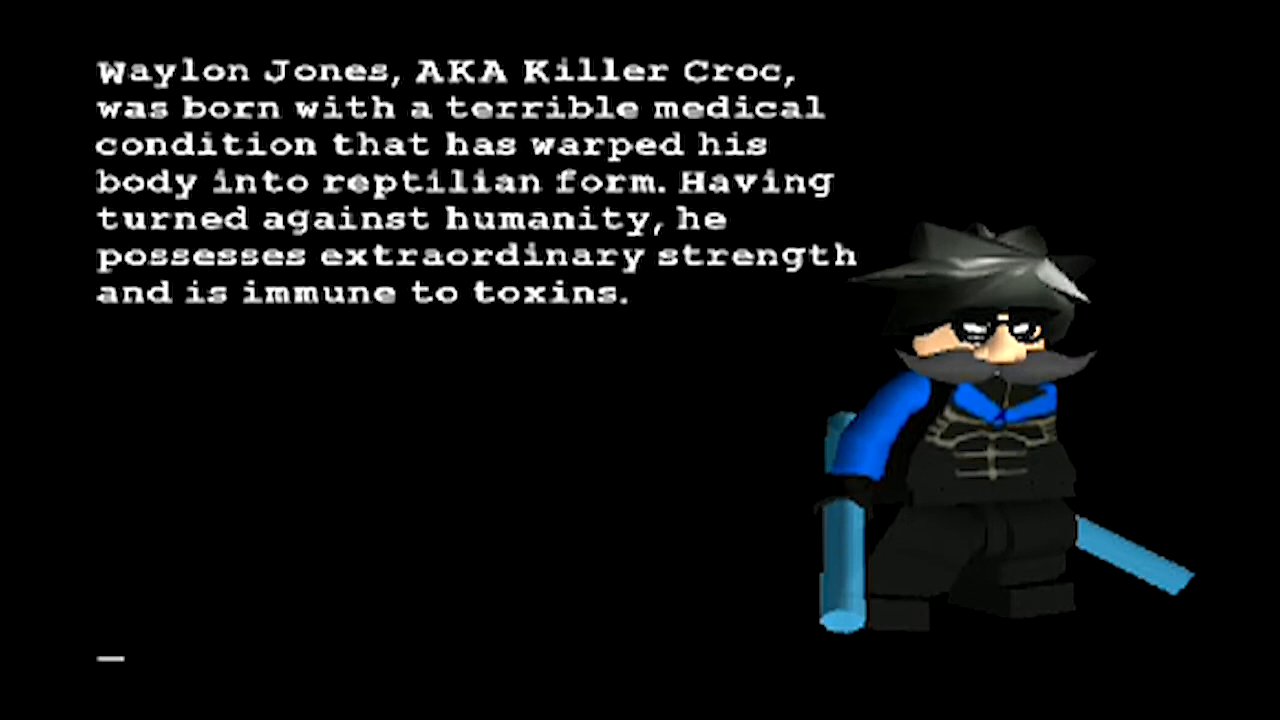 Waylon Jones, AKA Killer Croc,
was born with a terrible medical
condition that has warped his
body into reptilian form. Having
turned against humanity, he
possesses extraordinary strength
and is immune to toxins.
_